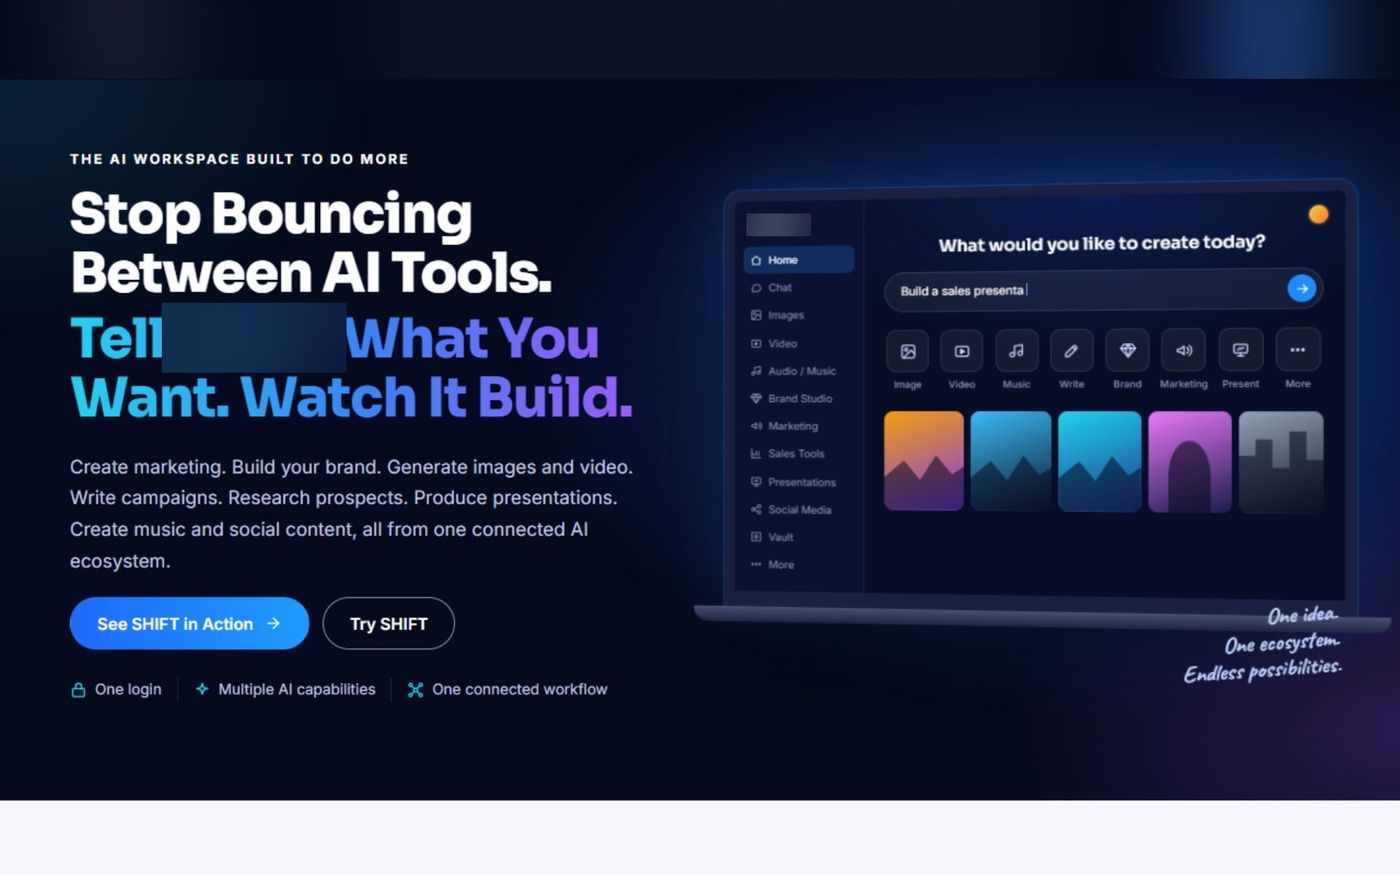 THE AI WORKSPACE BUILT TO DO MORE
Stop Bouncing
Between AI Tools.
Tell What You
Want. Watch It Build.
Create marketing. Build your brand. Generate images and video.
Write campaigns. Research prospects. Produce presentations.
Create music and social content, all from one connected AI
ecosystem.
See SHIFT in Action →
Try SHIFT
One login
Multiple AI capabilities
One connected workflow
Home
Chat
Images
Video
Audio / Music
Brand Studio
Marketing
Sales Tools
Presentations
Social Media
Vault
More
What would you like to create today?
Build a sales presenta
Image
Video
Music
Write
Brand
Marketing
Present
More
One idea.
One ecosystem.
Endless possibilities.